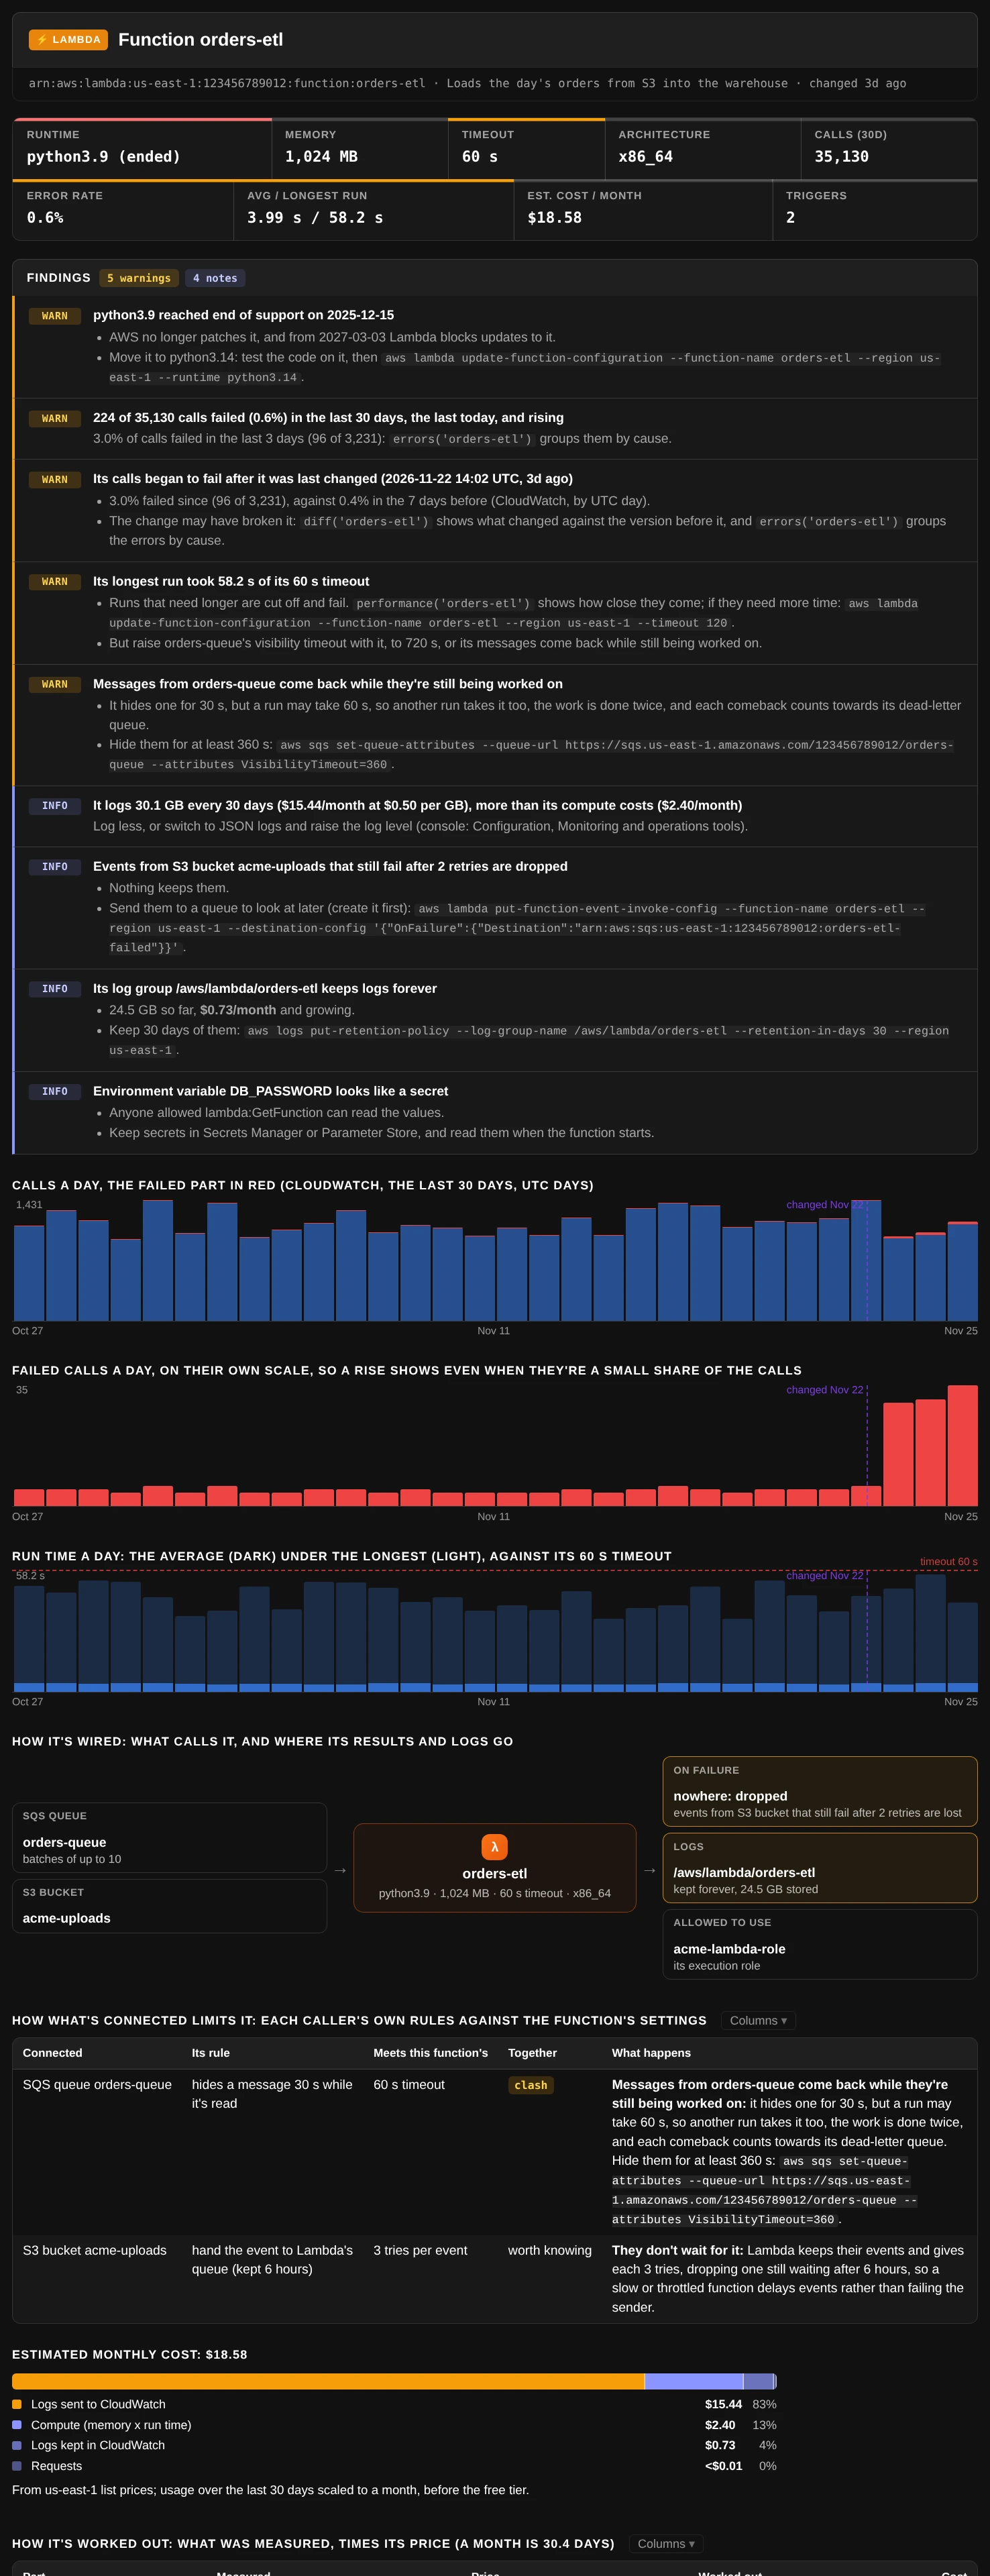 ⚡ LAMBDA Function orders-etl
arn:aws:lambda:us-east-1:123456789012:function:orders-etl · Loads the day's orders from S3 into the warehouse · changed 3d ago
RUNTIME MEMORY TIMEOUT ARCHITECTURE CALLS (30D)
python3.9 (ended) 1,024 MB 60 s x86_64 35,130
ERROR RATE AVG / LONGEST RUN EST. COST / MONTH TRIGGERS
0.6% 3.99 s / 58.2 s $18.58 2
FINDINGS 5 warnings 4 notes
WARN python3.9 reached end of support on 2025-12-15
• AWS no longer patches it, and from 2027-03-03 Lambda blocks updates to it.
• Move it to python3.14: test the code on it, then aws lambda update-function-configuration --function-name orders-etl --region us-
east-1 --runtime python3.14 .
WARN 224 of 35,130 calls failed (0.6%) in the last 30 days, the last today, and rising
3.0% of calls failed in the last 3 days (96 of 3,231): errors('orders-etl') groups them by cause.
WARN Its calls began to fail after it was last changed (2026-11-22 14:02 UTC, 3d ago)
• 3.0% failed since (96 of 3,231), against 0.4% in the 7 days before (CloudWatch, by UTC day).
• The change may have broken it: diff('orders-etl') shows what changed against the version before it, and errors('orders-etl') groups
the errors by cause.
WARN Its longest run took 58.2 s of its 60 s timeout
• Runs that need longer are cut off and fail. performance('orders-etl') shows how close they come; if they need more time: aws lambda
update-function-configuration --function-name orders-etl --region us-east-1 --timeout 120 .
• But raise orders-queue's visibility timeout with it, to 720 s, or its messages come back while still being worked on.
WARN Messages from orders-queue come back while they're still being worked on
• It hides one for 30 s, but a run may take 60 s, so another run takes it too, the work is done twice, and each comeback counts towards its dead-letter
queue.
• Hide them for at least 360 s: aws sqs set-queue-attributes --queue-url https://sqs.us-east-1.amazonaws.com/123456789012/orders-
queue --attributes VisibilityTimeout=360 .
INFO It logs 30.1 GB every 30 days ($15.44/month at $0.50 per GB), more than its compute costs ($2.40/month)
Log less, or switch to JSON logs and raise the log level (console: Configuration, Monitoring and operations tools).
INFO Events from S3 bucket acme-uploads that still fail after 2 retries are dropped
• Nothing keeps them.
• Send them to a queue to look at later (create it first): aws lambda put-function-event-invoke-config --function-name orders-etl --
region us-east-1 --destination-config '{"OnFailure":{"Destination":"arn:aws:sqs:us-east-1:123456789012:orders-etl-
failed"}}' .
INFO Its log group /aws/lambda/orders-etl keeps logs forever
• 24.5 GB so far, $0.73/month and growing.
• Keep 30 days of them: aws logs put-retention-policy --log-group-name /aws/lambda/orders-etl --retention-in-days 30 --region
us-east-1 .
INFO Environment variable DB_PASSWORD looks like a secret
• Anyone allowed lambda:GetFunction can read the values.
• Keep secrets in Secrets Manager or Parameter Store, and read them when the function starts.
CALLS A DAY, THE FAILED PART IN RED (CLOUDWATCH, THE LAST 30 DAYS, UTC DAYS)
1,431 changed Nov 22
Oct 27 Nov 11 Nov 25
FAILED CALLS A DAY, ON THEIR OWN SCALE, SO A RISE SHOWS EVEN WHEN THEY'RE A SMALL SHARE OF THE CALLS
35 changed Nov 22
Oct 27 Nov 11 Nov 25
RUN TIME A DAY: THE AVERAGE (DARK) UNDER THE LONGEST (LIGHT), AGAINST ITS 60 S TIMEOUT
timeout 60 s
58.2 s changed Nov 22
Oct 27 Nov 11 Nov 25
HOW IT'S WIRED: WHAT CALLS IT, AND WHERE ITS RESULTS AND LOGS GO
SQS QUEUE
orders-queue
batches of up to 10
S3 BUCKET
acme-uploads
→
λ
orders-etl
python3.9 · 1,024 MB · 60 s timeout · x86_64
→
ON FAILURE
nowhere: dropped
events from S3 bucket that still fail after 2 retries are lost
LOGS
/aws/lambda/orders-etl
kept forever, 24.5 GB stored
ALLOWED TO USE
acme-lambda-role
its execution role
HOW WHAT'S CONNECTED LIMITS IT: EACH CALLER'S OWN RULES AGAINST THE FUNCTION'S SETTINGS Columns ▾
Connected Its rule Meets this function's Together What happens
SQS queue orders-queue hides a message 30 s while 60 s timeout clash Messages from orders-queue come back while they're
it's read still being worked on: it hides one for 30 s, but a run may
take 60 s, so another run takes it too, the work is done twice,
and each comeback counts towards its dead-letter queue.
Hide them for at least 360 s: aws sqs set-queue-
attributes --queue-url https://sqs.us-east-
1.amazonaws.com/123456789012/orders-queue --
attributes VisibilityTimeout=360 .
S3 bucket acme-uploads hand the event to Lambda's 3 tries per event worth knowing They don't wait for it: Lambda keeps their events and gives
queue (kept 6 hours) each 3 tries, dropping one still waiting after 6 hours, so a
slow or throttled function delays events rather than failing the
sender.
ESTIMATED MONTHLY COST: $18.58
Logs sent to CloudWatch $15.44 83%
Compute (memory x run time) $2.40 13%
Logs kept in CloudWatch $0.73 4%
Requests <$0.01 0%
From us-east-1 list prices; usage over the last 30 days scaled to a month, before the free tier.
HOW IT'S WORKED OUT: WHAT WAS MEASURED, TIMES ITS PRICE (A MONTH IS 30.4 DAYS) Columns ▾
Part Measured Price Worked out Cost